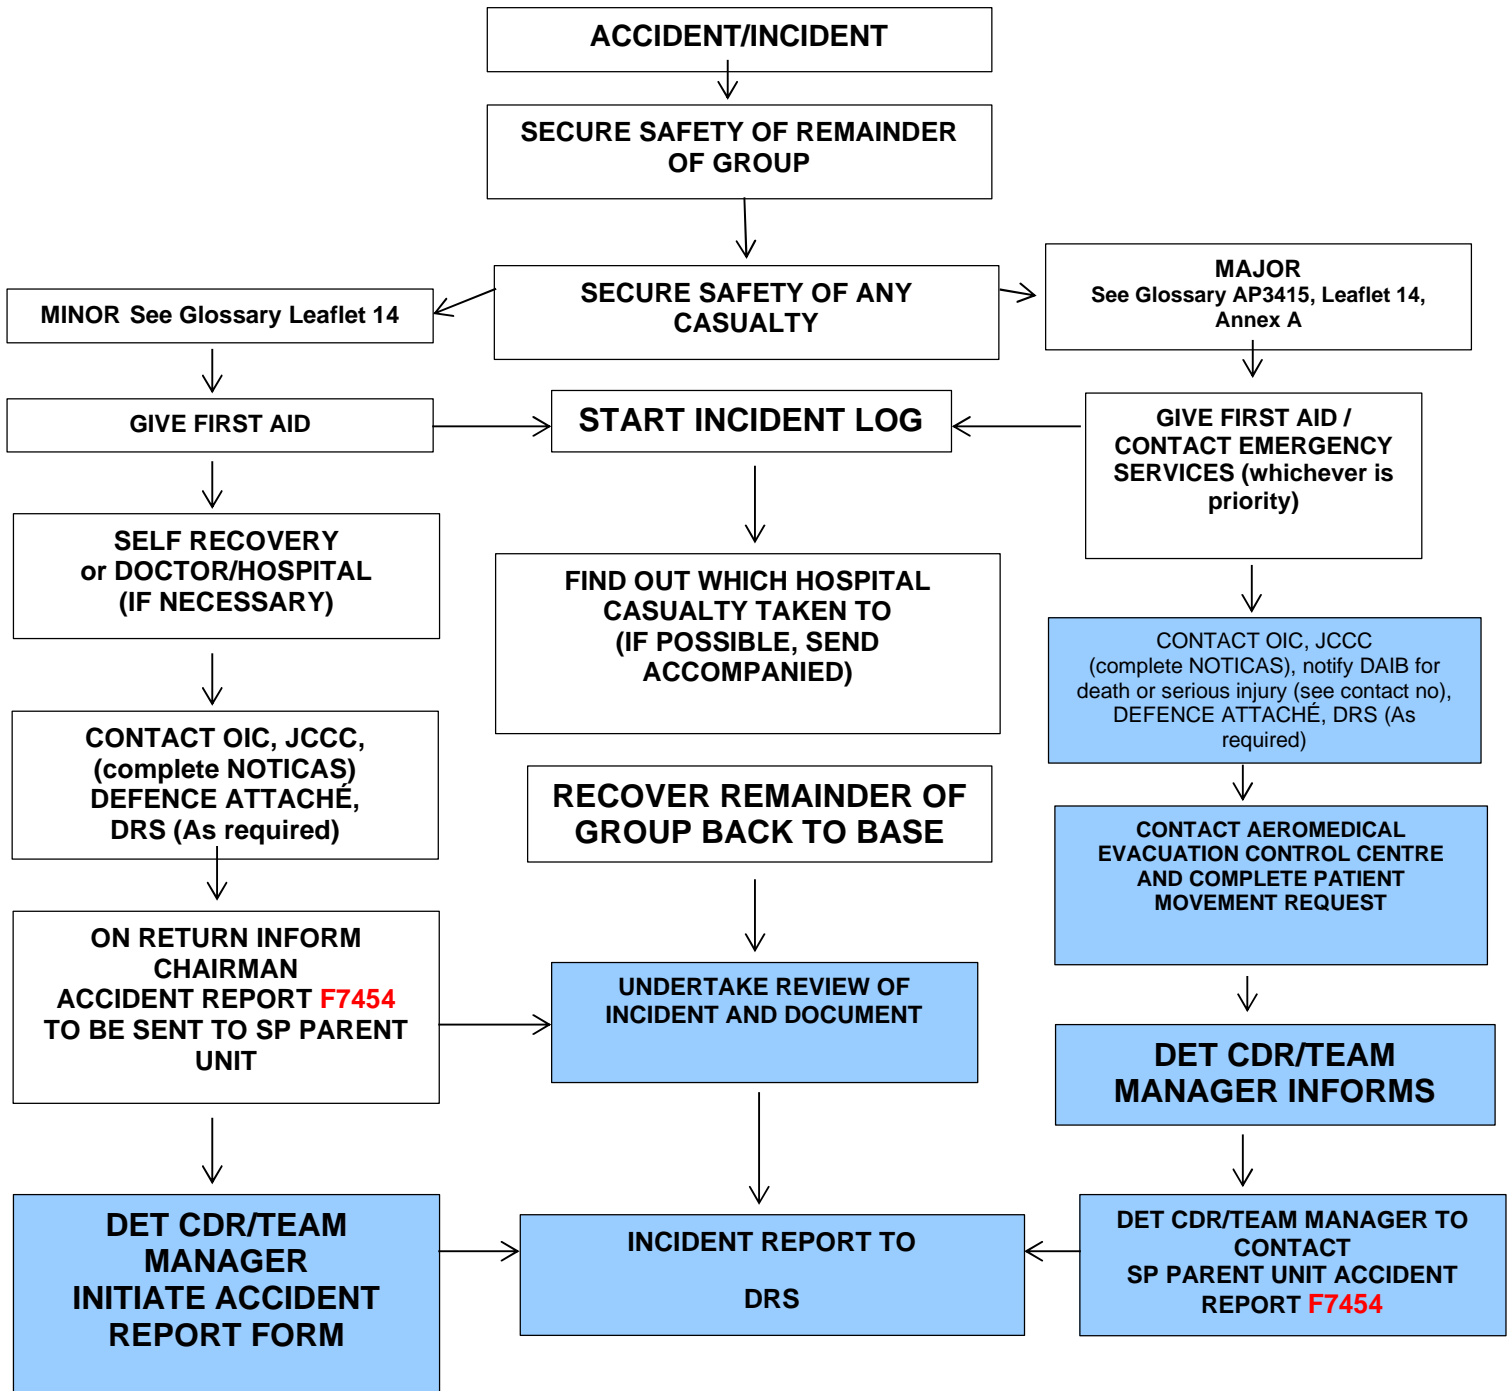 ACCIDENT/INCIDENT
SECURE SAFETY OF REMAINDER
OF GROUP
SECURE SAFETY OF ANY
CASUALTY
MINOR See Glossary Leaflet 14
MAJOR
See Glossary AP3415, Leaflet 14,
Annex A
GIVE FIRST AID
START INCIDENT LOG
GIVE FIRST AID /
CONTACT EMERGENCY
SERVICES (whichever is
priority)
SELF RECOVERY
or DOCTOR/HOSPITAL
(IF NECESSARY)
FIND OUT WHICH HOSPITAL
CASUALTY TAKEN TO
(IF POSSIBLE, SEND
ACCOMPANIED)
CONTACT OIC, JCCC
(complete NOTICAS), notify DAIB for
death or serious injury (see contact no),
DEFENCE ATTACHÉ, DRS (As
required)
CONTACT OIC, JCCC,
(complete NOTICAS)
DEFENCE ATTACHÉ,
DRS (As required)
RECOVER REMAINDER OF
GROUP BACK TO BASE
CONTACT AEROMEDICAL
EVACUATION CONTROL CENTRE
AND COMPLETE PATIENT
MOVEMENT REQUEST
ON RETURN INFORM
CHAIRMAN
ACCIDENT REPORT F7454
TO BE SENT TO SP PARENT
UNIT
UNDERTAKE REVIEW OF
INCIDENT AND DOCUMENT
DET CDR/TEAM
MANAGER INFORMS
DET CDR/TEAM
MANAGER
INITIATE ACCIDENT
REPORT FORM
INCIDENT REPORT TO
DRS
DET CDR/TEAM MANAGER TO
CONTACT
SP PARENT UNIT ACCIDENT
REPORT F7454